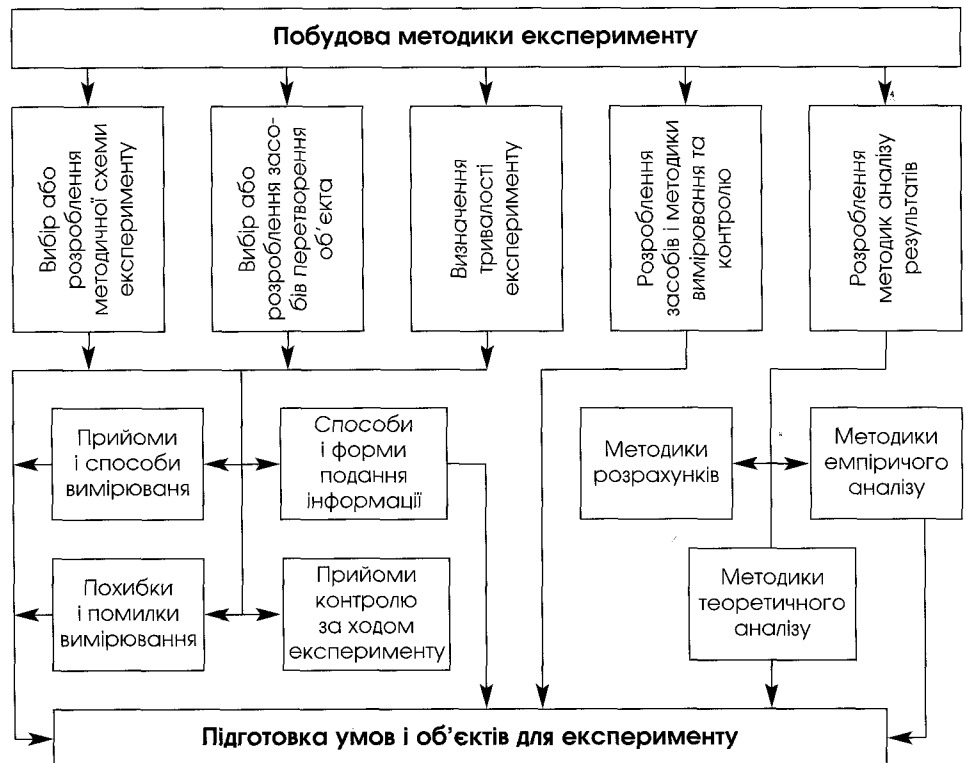 Побудова методики експерименту
Вибір або
розроблення
методичної схеми
експерименту
Вибір або
розроблення засо-
бів перетворення
об'єкта
Визначення
тривалості
експерименту
Розроблення
засобів і методики
вимірювання та
контролю
Розроблення
методик аналізу
результатів
Прийоми
і способи
вимірюваня
Способи
і форми
подання
інформації
Методики
розрахунків
Методики
емпіричого
аналізу
Похибки
і помилки
вимірювання
Прийоми
контролю
за ходом
експерименту
Методики
теоретичного
аналізу
Підготовка умов і об'єктів для експерименту